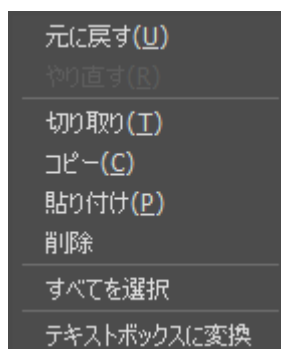 元に戻す(U)
やり直す(R)
切り取り(T)
コピー(C)
貼り付け(P)
削除
すべてを選択
テキストボックスに変換